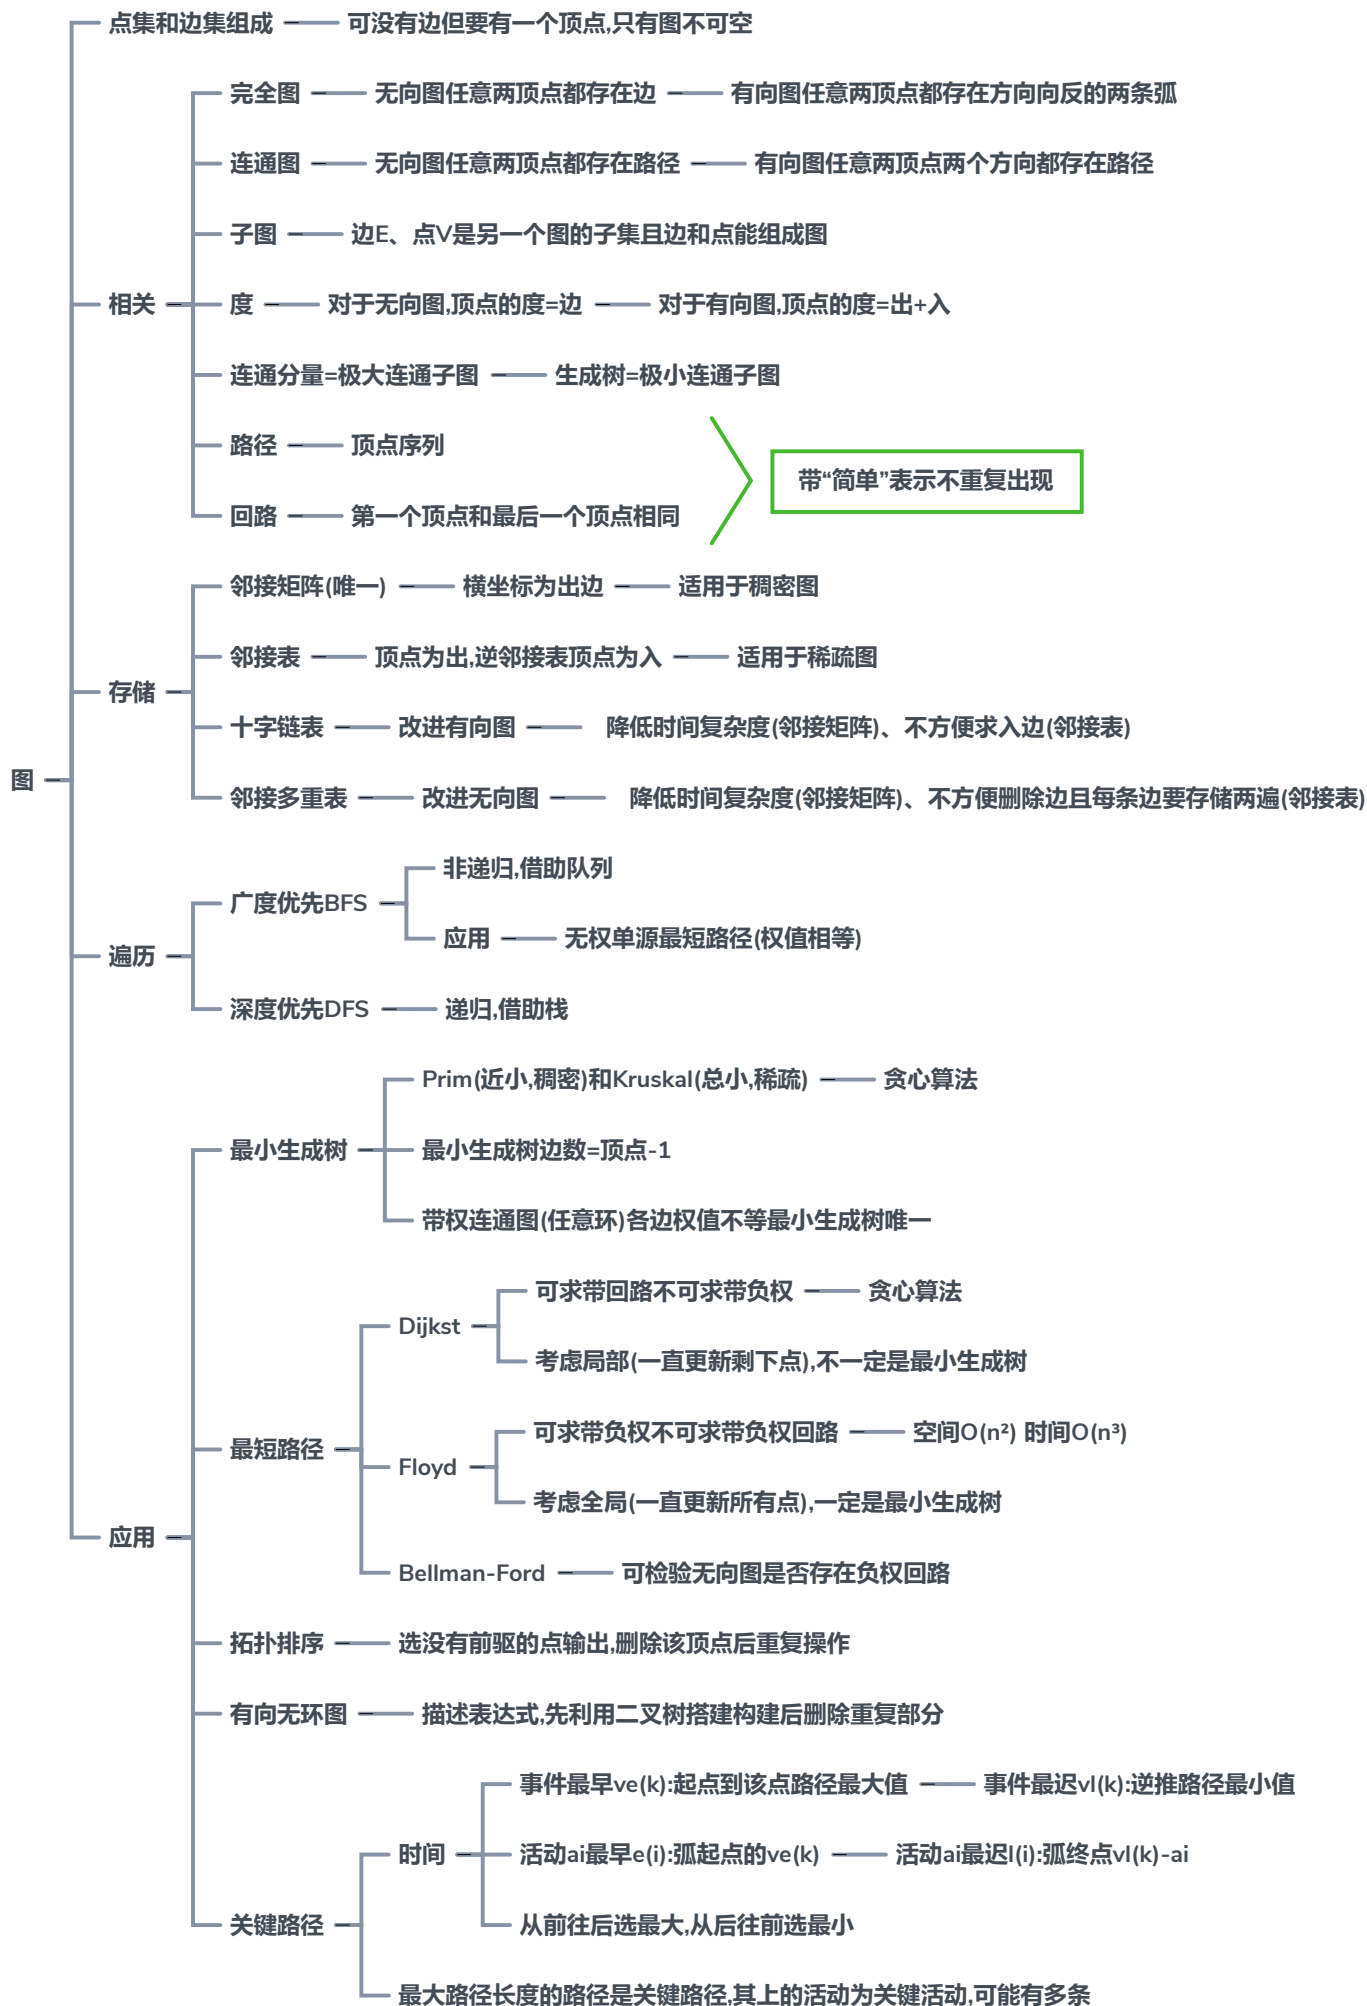 点集和边集组成 可没有边但要有一个顶点,只有图不可空
完全图 无向图任意两顶点都存在边 有向图任意两顶点都存在方向向反的两条弧
连通图 无向图任意两顶点都存在路径 有向图任意两顶点两个方向都存在路径
子图 边E、点V是另一个图的子集且边和点能组成图
相关 度 对于无向图,顶点的度=边 对于有向图,顶点的度=出+入
连通分量=极大连通子图 生成树=极小连通子图
路径 顶点序列
带“简单”表示不重复出现
回路 第一个顶点和最后一个顶点相同
邻接矩阵(唯一) 横坐标为出边 适用于稠密图
邻接表 顶点为出,逆邻接表顶点为入 适用于稀疏图
存储
十字链表 改进有向图 降低时间复杂度(邻接矩阵)、不方便求入边(邻接表)
图
邻接多重表 改进无向图 降低时间复杂度(邻接矩阵)、不方便删除边且每条边要存储两遍(邻接表)
非递归,借助队列
广度优先BFS
应用 无权单源最短路径(权值相等)
遍历
深度优先DFS 递归,借助栈
Prim(近小,稠密)和Kruskal(总小,稀疏) 贪心算法
最小生成树 最小生成树边数=顶点-1
带权连通图(任意环)各边权值不等最小生成树唯一
可求带回路不可求带负权 贪心算法
Dijkst
考虑局部(一直更新剩下点),不一定是最小生成树
可求带负权不可求带负权回路 空间O(n²) 时间O(n³)
最短路径
Floyd
考虑全局(一直更新所有点),一定是最小生成树
应用
Bellman-Ford 可检验无向图是否存在负权回路
拓扑排序 选没有前驱的点输出,删除该顶点后重复操作
有向无环图 描述表达式,先利用二叉树搭建构建后删除重复部分
事件最早ve(k):起点到该点路径最大值 事件最迟vl(k):逆推路径最小值
时间 活动ai最早e(i):弧起点的ve(k) 活动ai最迟l(i):弧终点vl(k)-ai
关键路径 从前往后选最大,从后往前选最小
最大路径长度的路径是关键路径,其上的活动为关键活动,可能有多条